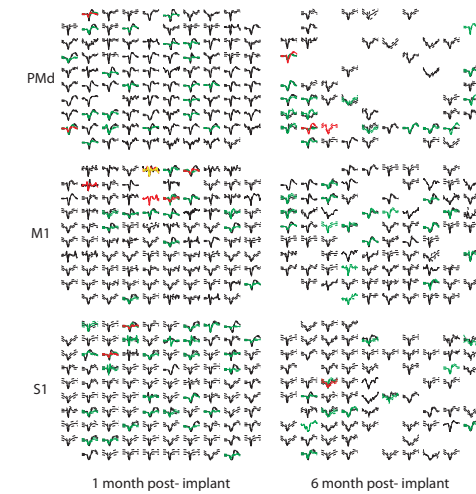 PMd
M1
S1
1 month post- implant
6 month post- implant